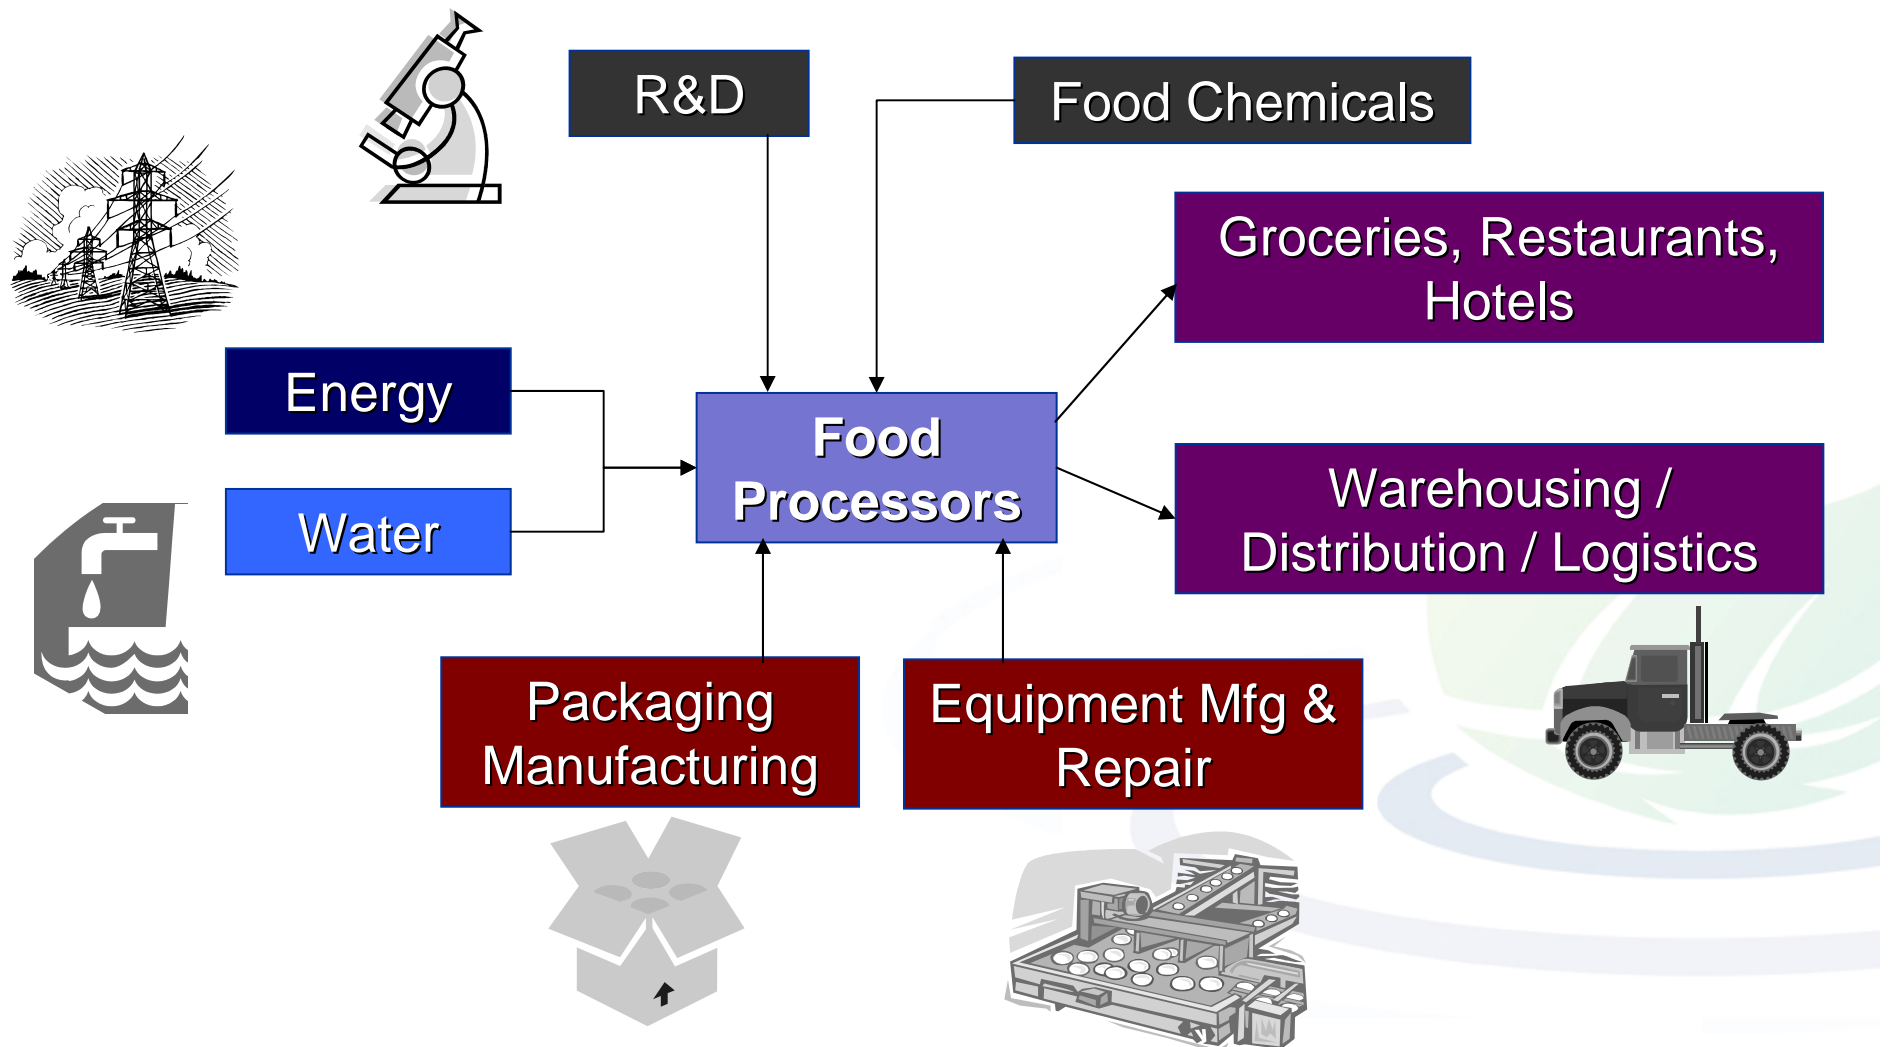 R&D
Food Chemicals
Groceries, Restaurants,
Hotels
Energy
Food
Processors
Water
Warehousing /
Distribution / Logistics
Packaging
Manufacturing
Equipment Mfg &
Repair